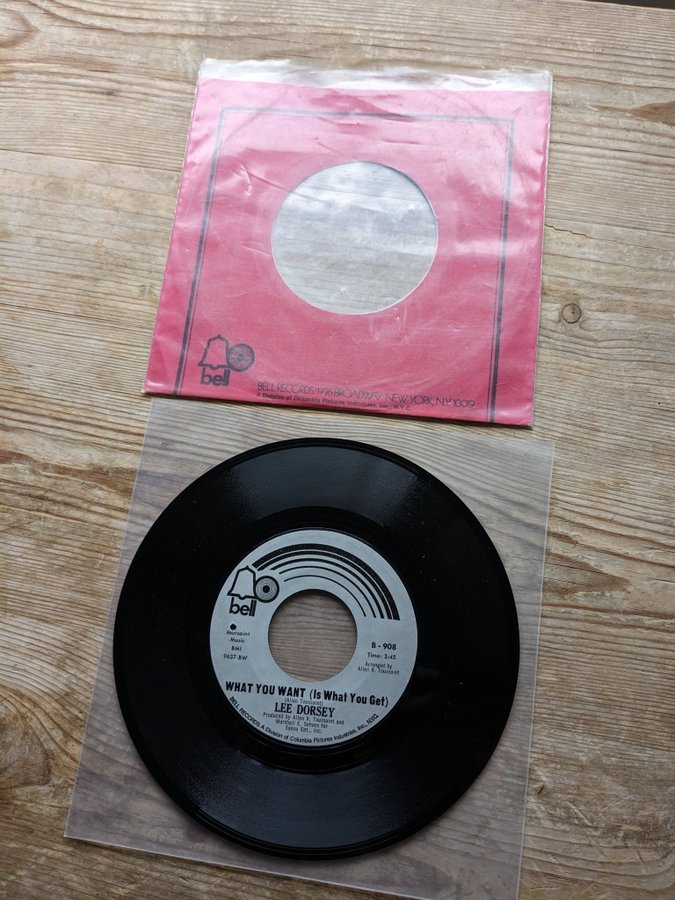 bell
BELL RECORDS 1776 BROADWAY NEW YORK, N.Y. 10019
A Division of Columbia Pictures Industries, Inc., N.Y.C.
bell
Marsaint
Music
BMI
9637-BW
B - 908
Time: 3:45
Arranged by
Allen R. Toussaint
WHAT YOU WANT (Is What You Get)
(Allen Toussaint)
LEE DORSEY
Produced by Allen R. Toussaint and
Marshall E. Sehorn for
Sansu Ent., Inc.
BELL RECORDS A Division of Columbia Pictures Industries, Inc., N.Y.C.